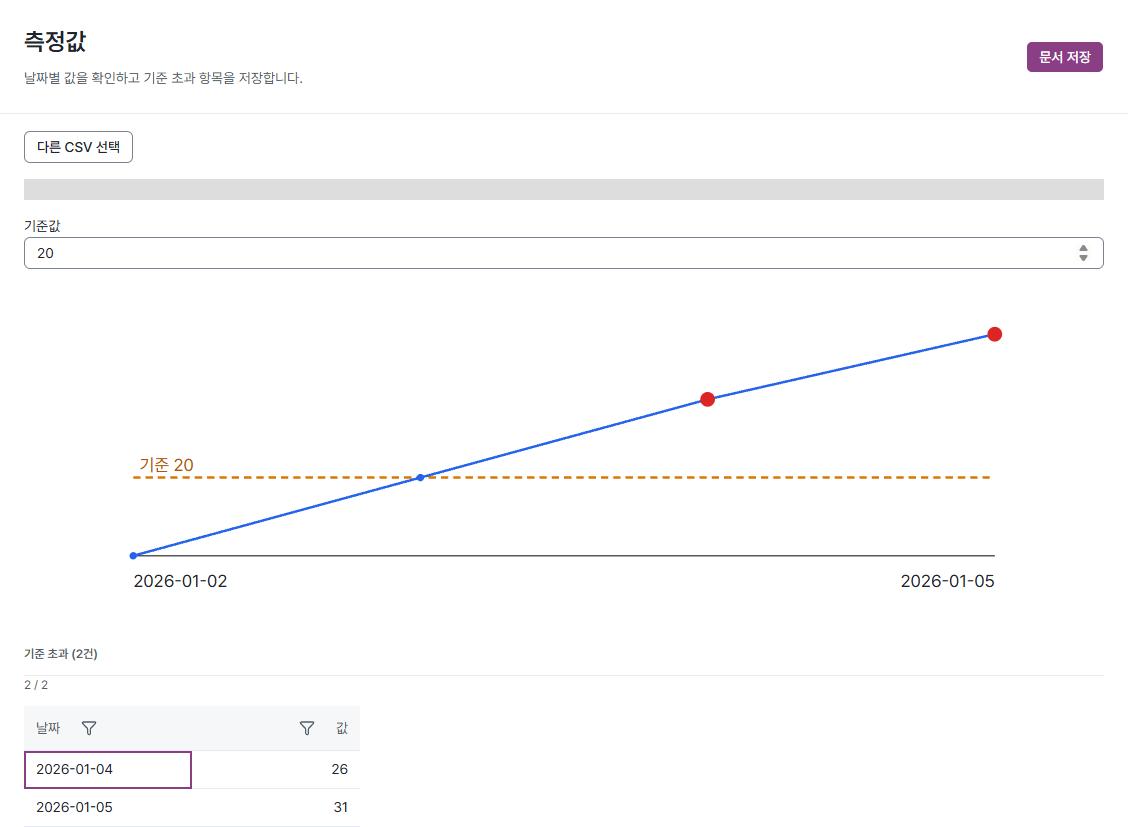 측정값
날짜별 값을 확인하고 기준 초과 항목을 저장합니다.
문서 저장
다른 CSV 선택
기준값
20
기준 20
2026-01-02
2026-01-05
기준 초과 (2건)
2 / 2
날짜 값
2026-01-04 26
2026-01-05 31